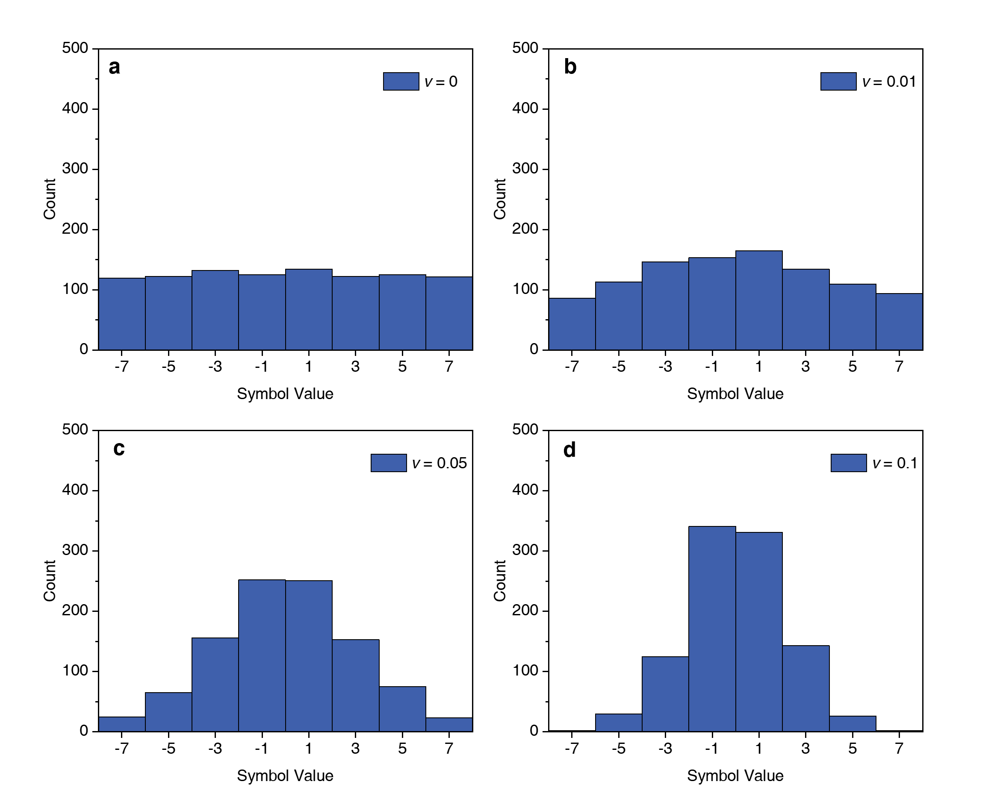 a
v = 0
500
400
300
200
100
0
Count
-7 -5 -3 -1 1 3 5 7
Symbol Value
b
v = 0.01
500
400
300
200
100
0
Count
-7 -5 -3 -1 1 3 5 7
Symbol Value
c
v = 0.05
500
400
300
200
100
0
Count
-7 -5 -3 -1 1 3 5 7
Symbol Value
d
v = 0.1
500
400
300
200
100
0
Count
-7 -5 -3 -1 1 3 5 7
Symbol Value